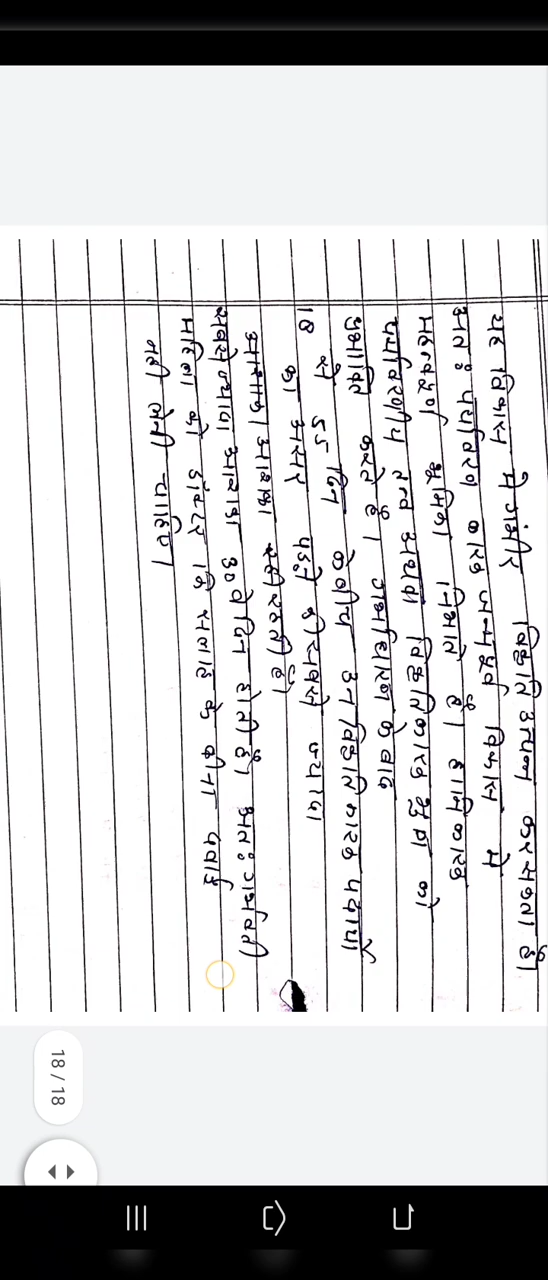 यह विकास मे गंभीर विकृति उत्पन्न कर सकता है।
अतः पर्यावरण कारक जन्मपूर्व विकास मे
महत्वपूर्ण भूमिका निभाते है। हानिकारक
पर्यावरणीय तत्व अथवा विकृतिकारक भ्रूण को
प्रभावित करते है। गर्भाधारण के बाद
18 से 55 दिन के बीच उन विकृति कारक पदार्थो
का असर पड़ने की सबसे ज्यादा
आशंका रही रहती है।
सबसे ज्यादा आशंका 30 वे दिन होती है। अतः गर्भवती
महिला को डॉक्टर कि सलाह के बीना दवाई
नही लेनी चाहिए।
18 / 18